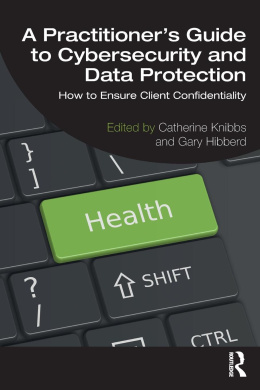 A Practitioner's Guide
to Cybersecurity and
Data Protection
How to Ensure Client Confidentiality
Edited by Catherine Knibbs
and Gary Hibberd
}
]
Health
?
/
SHIFT
CTRL
ROUTLEDGE